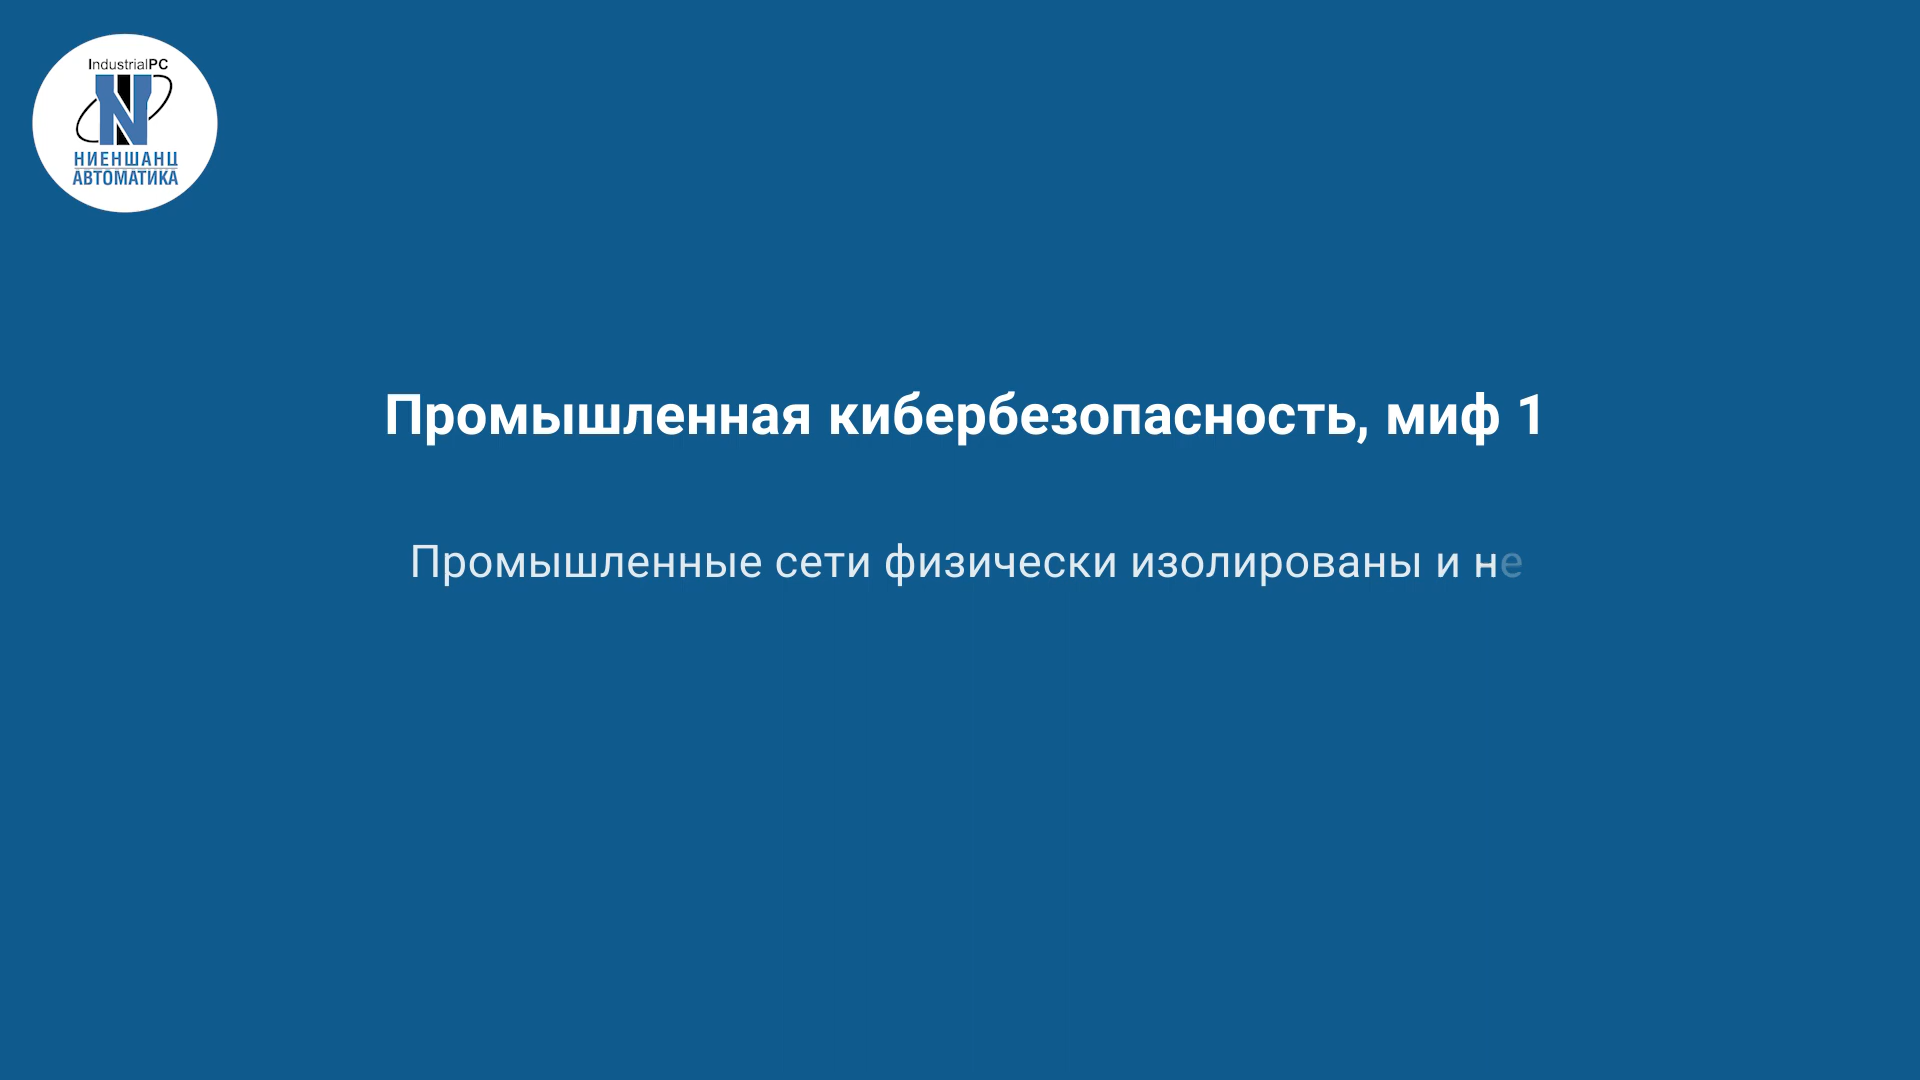 IndustrialPC
НИЕНШАНЦ
АВТОМАТИКА
Промышленная кибербезопасность, миф 1
Промышленные сети физически изолированы и не